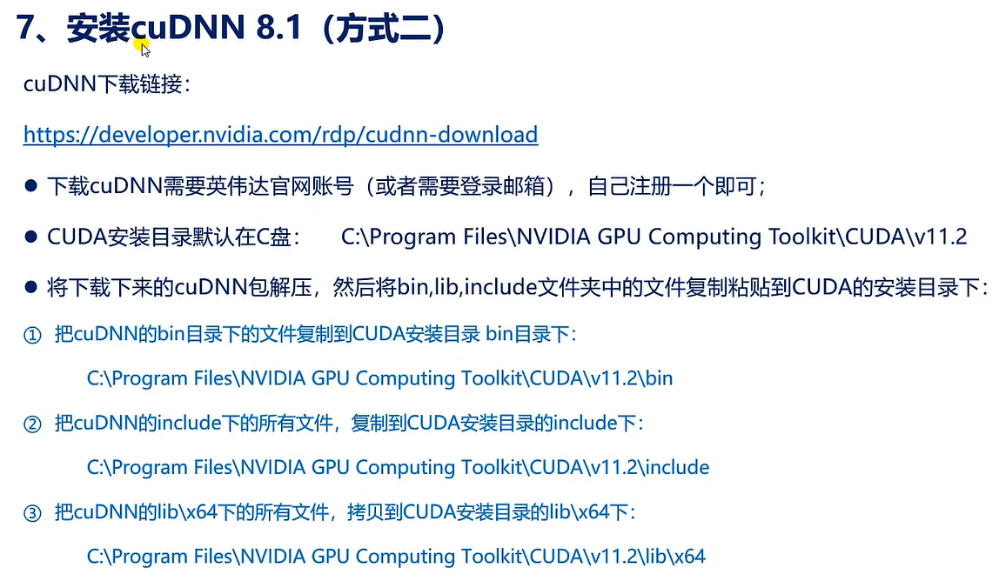 7、安装cuDNN 8.1（方式二）
cuDNN下载链接：
https://developer.nvidia.com/rdp/cudnn-download
● 下载cuDNN需要英伟达官网账号（或者需要登录邮箱），自己注册一个即可；
● CUDA安装目录默认在C盘： C:\Program Files\NVIDIA GPU Computing Toolkit\CUDA\v11.2
● 将下载下来的cuDNN包解压，然后将bin,lib,include文件夹中的文件复制粘贴到CUDA的安装目录下：
① 把cuDNN的bin目录下的文件复制到CUDA安装目录 bin目录下：
C:\Program Files\NVIDIA GPU Computing Toolkit\CUDA\v11.2\bin
② 把cuDNN的include下的所有文件，复制到CUDA安装目录的include下：
C:\Program Files\NVIDIA GPU Computing Toolkit\CUDA\v11.2\include
③ 把cuDNN的lib\x64下的所有文件，拷贝到CUDA安装目录的lib\x64下：
C:\Program Files\NVIDIA GPU Computing Toolkit\CUDA\v11.2\lib\x64